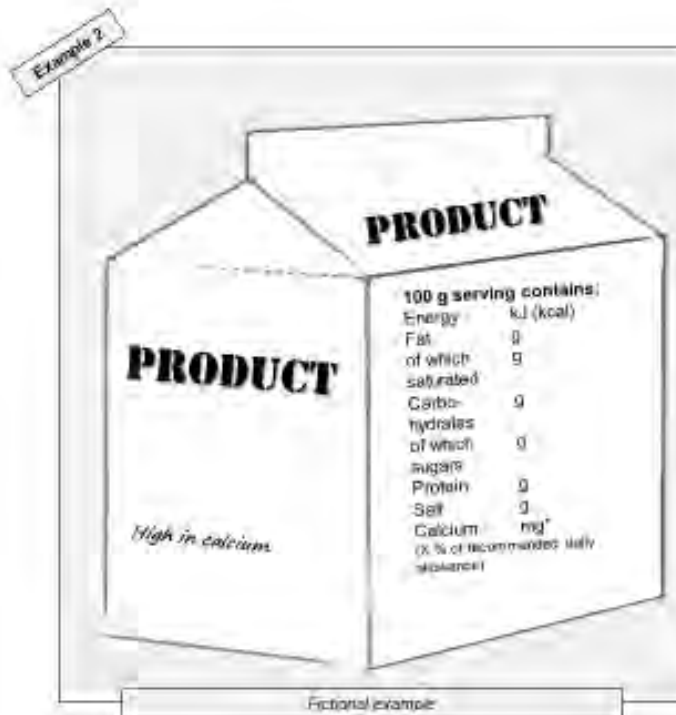 Example 2
PRODUCT
PRODUCT
High in calcium
100 g serving contains:
Energy kJ (kcal)
Fat g
of which g
saturated
Carbo- g
hydrates
of which g
sugars
Protein g
Salt g
Calcium mg*
(X % of recommended daily
allowance)
Fictional example